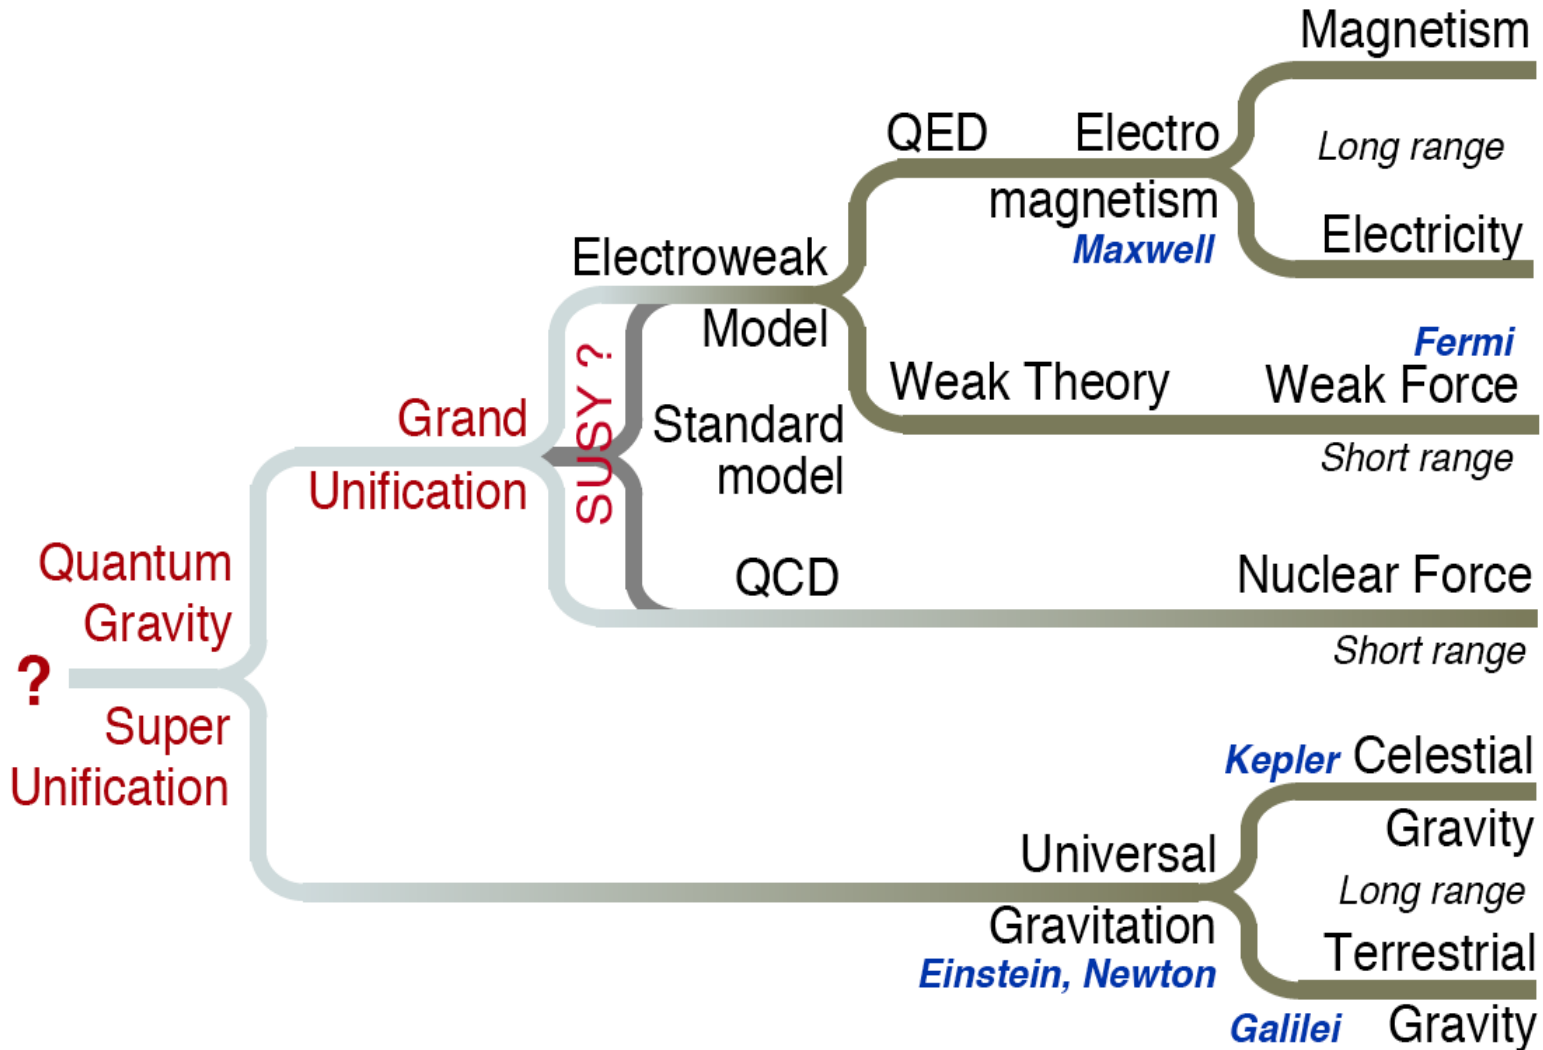 Magnetism
QED Electro
Long range
magnetism
Maxwell
Electricity
Electroweak
Model
Fermi
Weak Theory Weak Force
Short range
SUSY ?
Grand
Unification
Standard
model
QCD
Nuclear Force
Short range
Quantum
Gravity
?
Super
Unification
Kepler Celestial
Gravity
Universal
Long range
Gravitation
Einstein, Newton
Terrestrial
Galilei Gravity